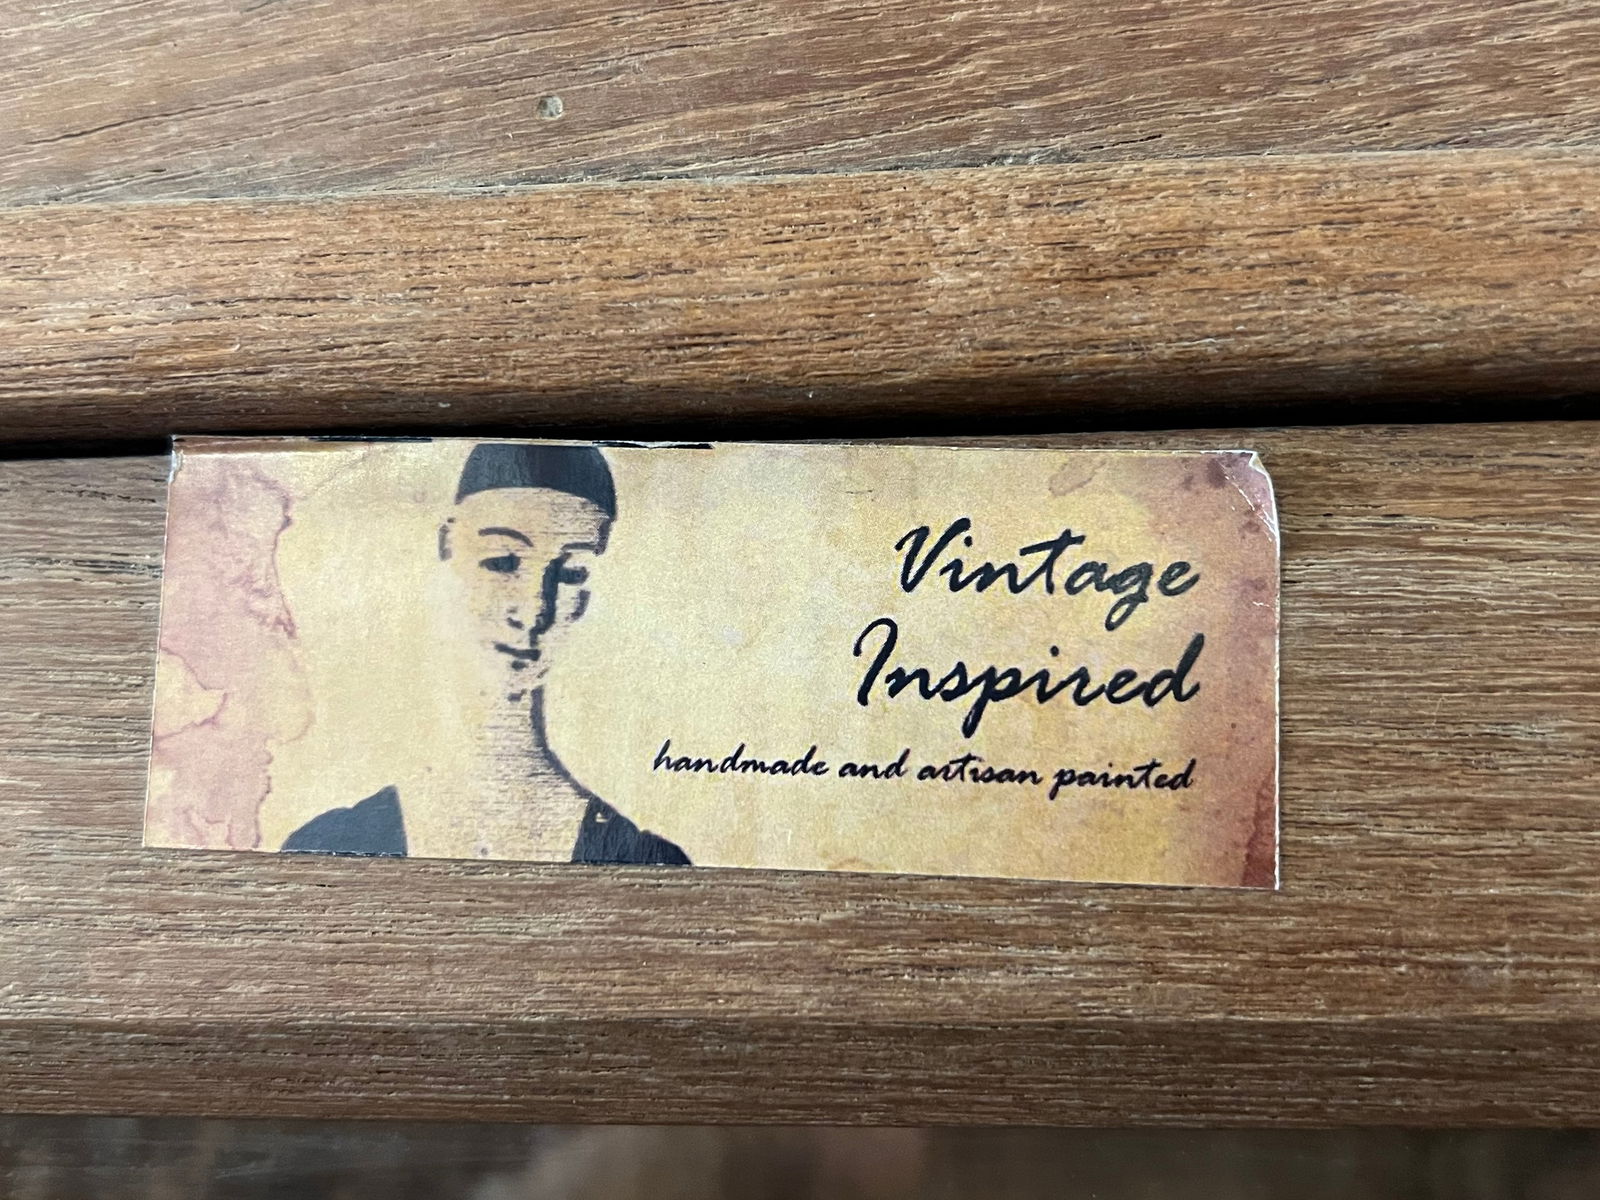 Vintage
Inspired
handmade and artisan painted